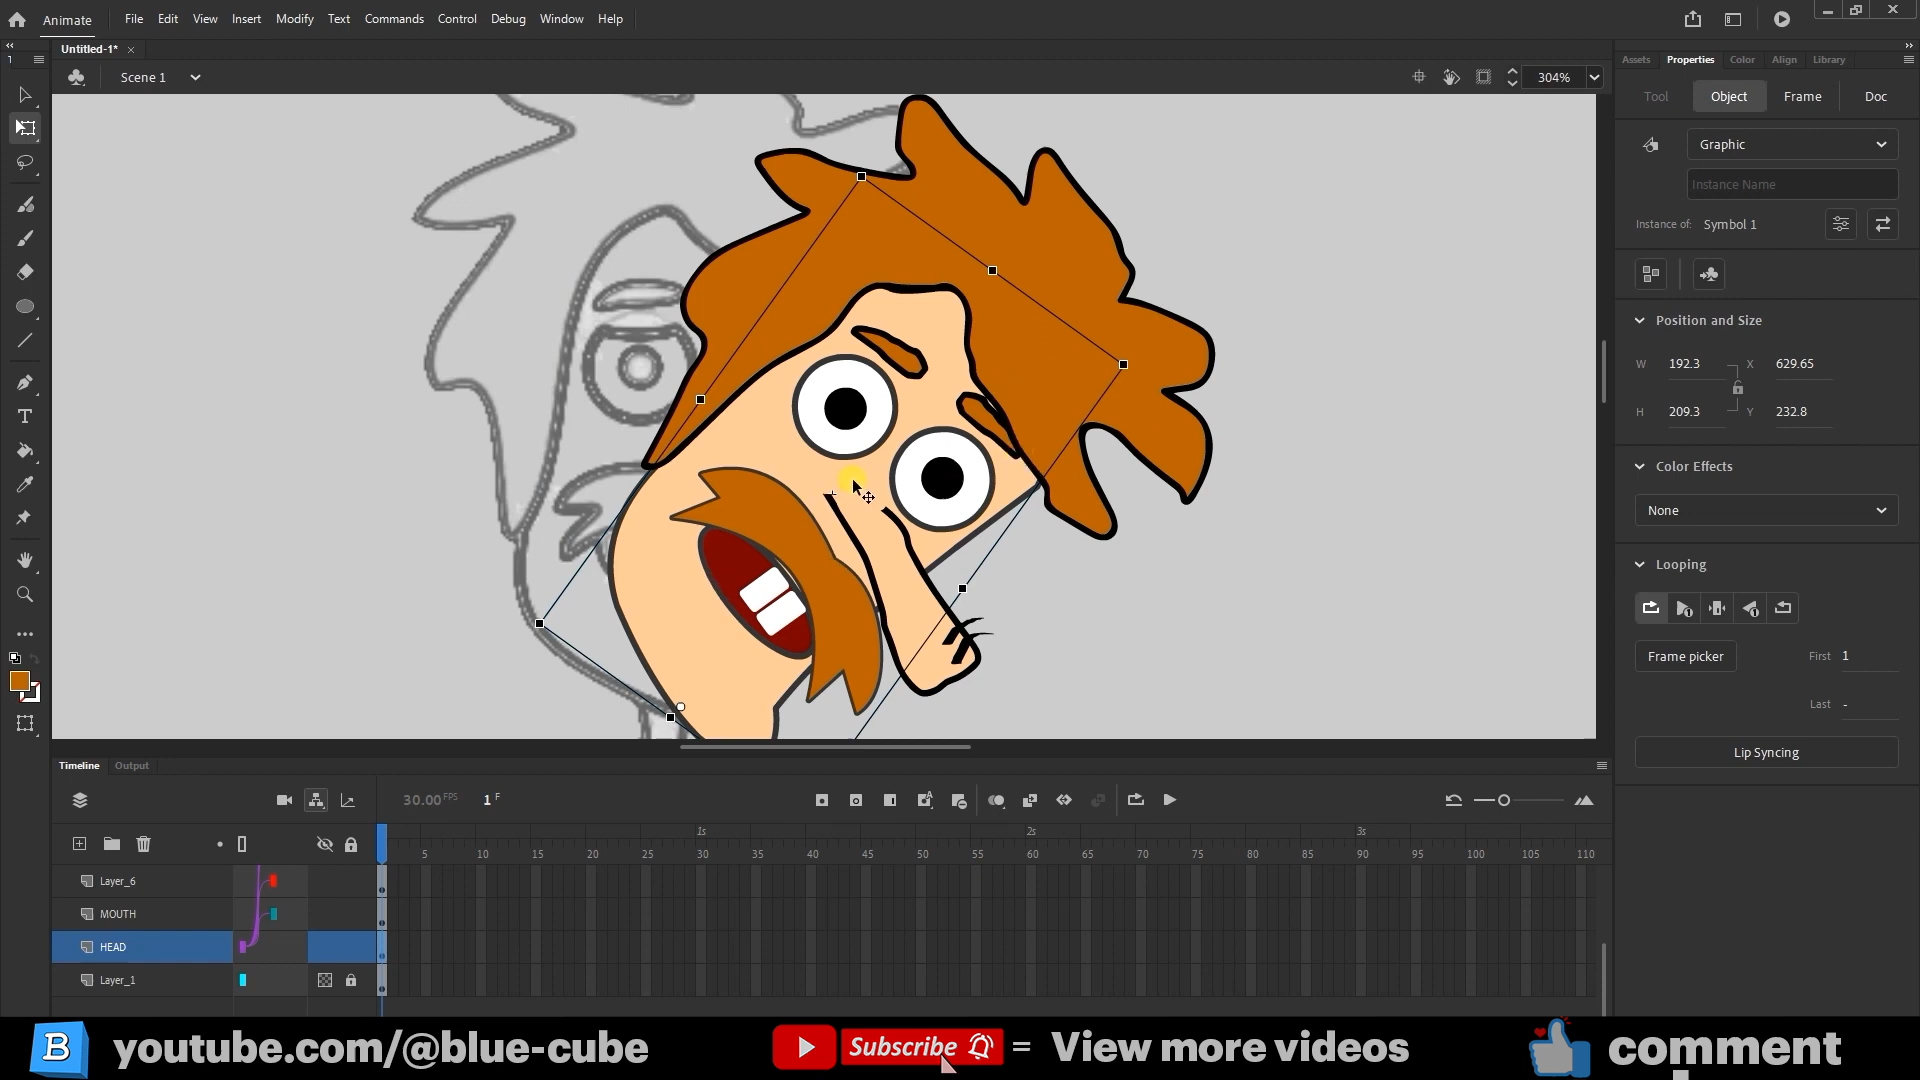 Animate File Edit View Insert Modify Text Commands Control Debug Window Help
Untitled-1*
Scene 1 304%
Assets Properties Color Align Library
Tool Object Frame Doc
Graphic
Instance Name
Instance of: Symbol 1
Position and Size
W 192.3 X 629.65
H 209.3 Y 232.8
Color Effects
None
Looping
Frame picker First 1
Last -
Lip Syncing
Timeline Output
30.00 FPS 1 F
1s 2s 3s
5 10 15 20 25 30 35 40 45 50 55 60 65 70 75 80 85 90 95 100 105 110
Layer_6
MOUTH
HEAD
Layer_1
B youtube.com/@blue-cube Subscribe = View more videos comment